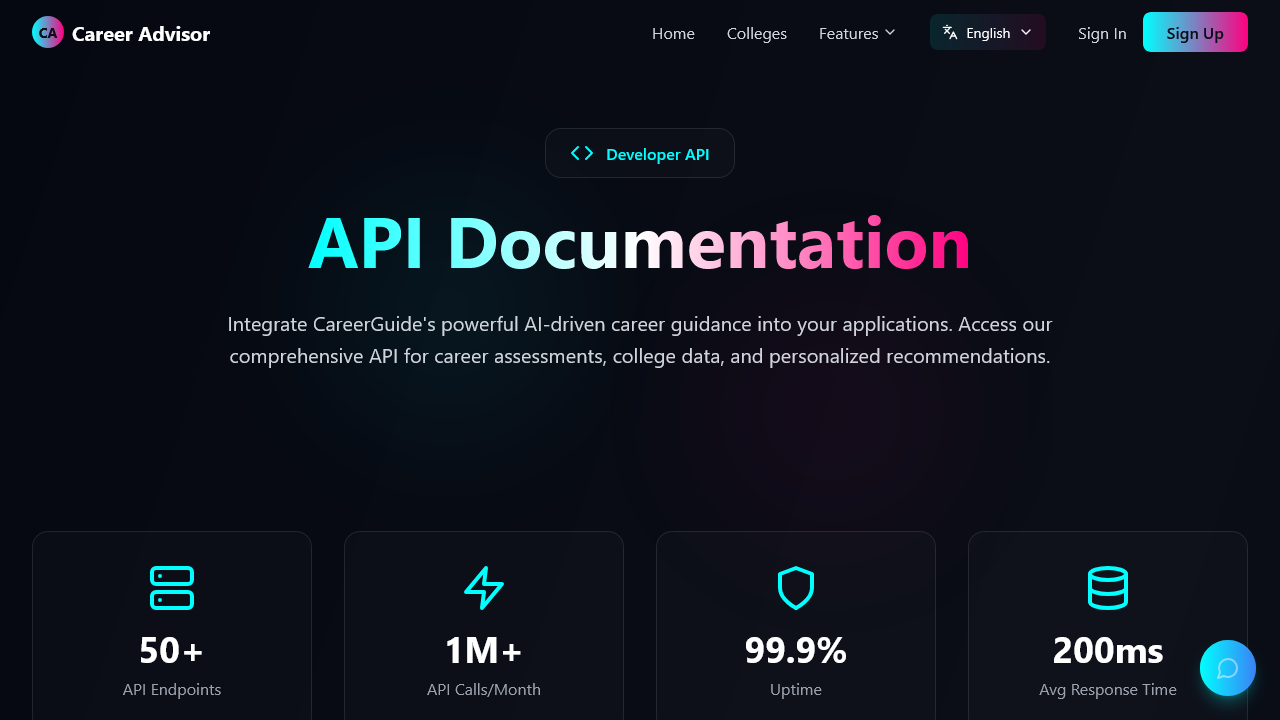 CA Career Advisor
Home
Colleges
Features
English
Sign In
Sign Up
Developer API
API Documentation
Integrate CareerGuide's powerful AI-driven career guidance into your applications. Access our
comprehensive API for career assessments, college data, and personalized recommendations.
50+
API Endpoints
1M+
API Calls/Month
99.9%
Uptime
200ms
Avg Response Time